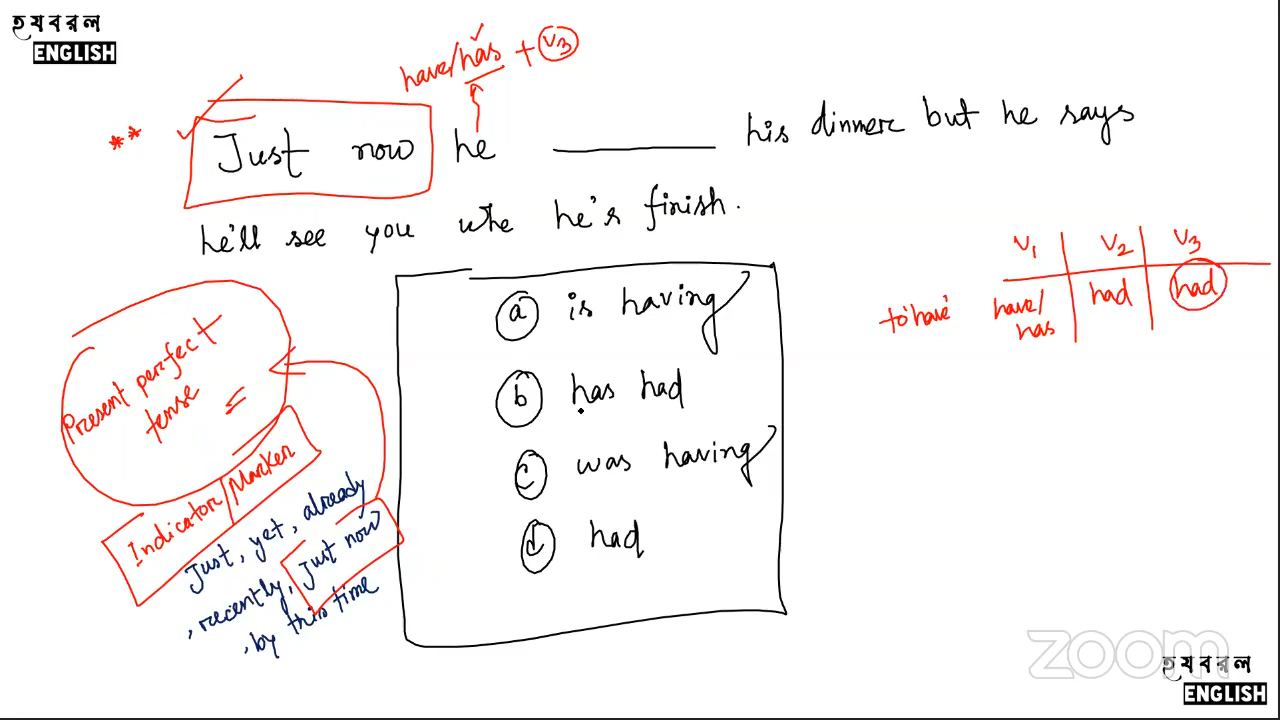 হ য ব র ল
ENGLISH
have/has + V3
** Just now he ______ his dinner but he says
he'll see you whe he's finish.
V1 V2 V3
to 'have' have/has had had
a is having
b has had
c was having
d had
Present perfect
tense
Indicator/Marker
Just, yet, already
, recently, Just now
, by this time
zoom
হ য ব র ল
ENGLISH